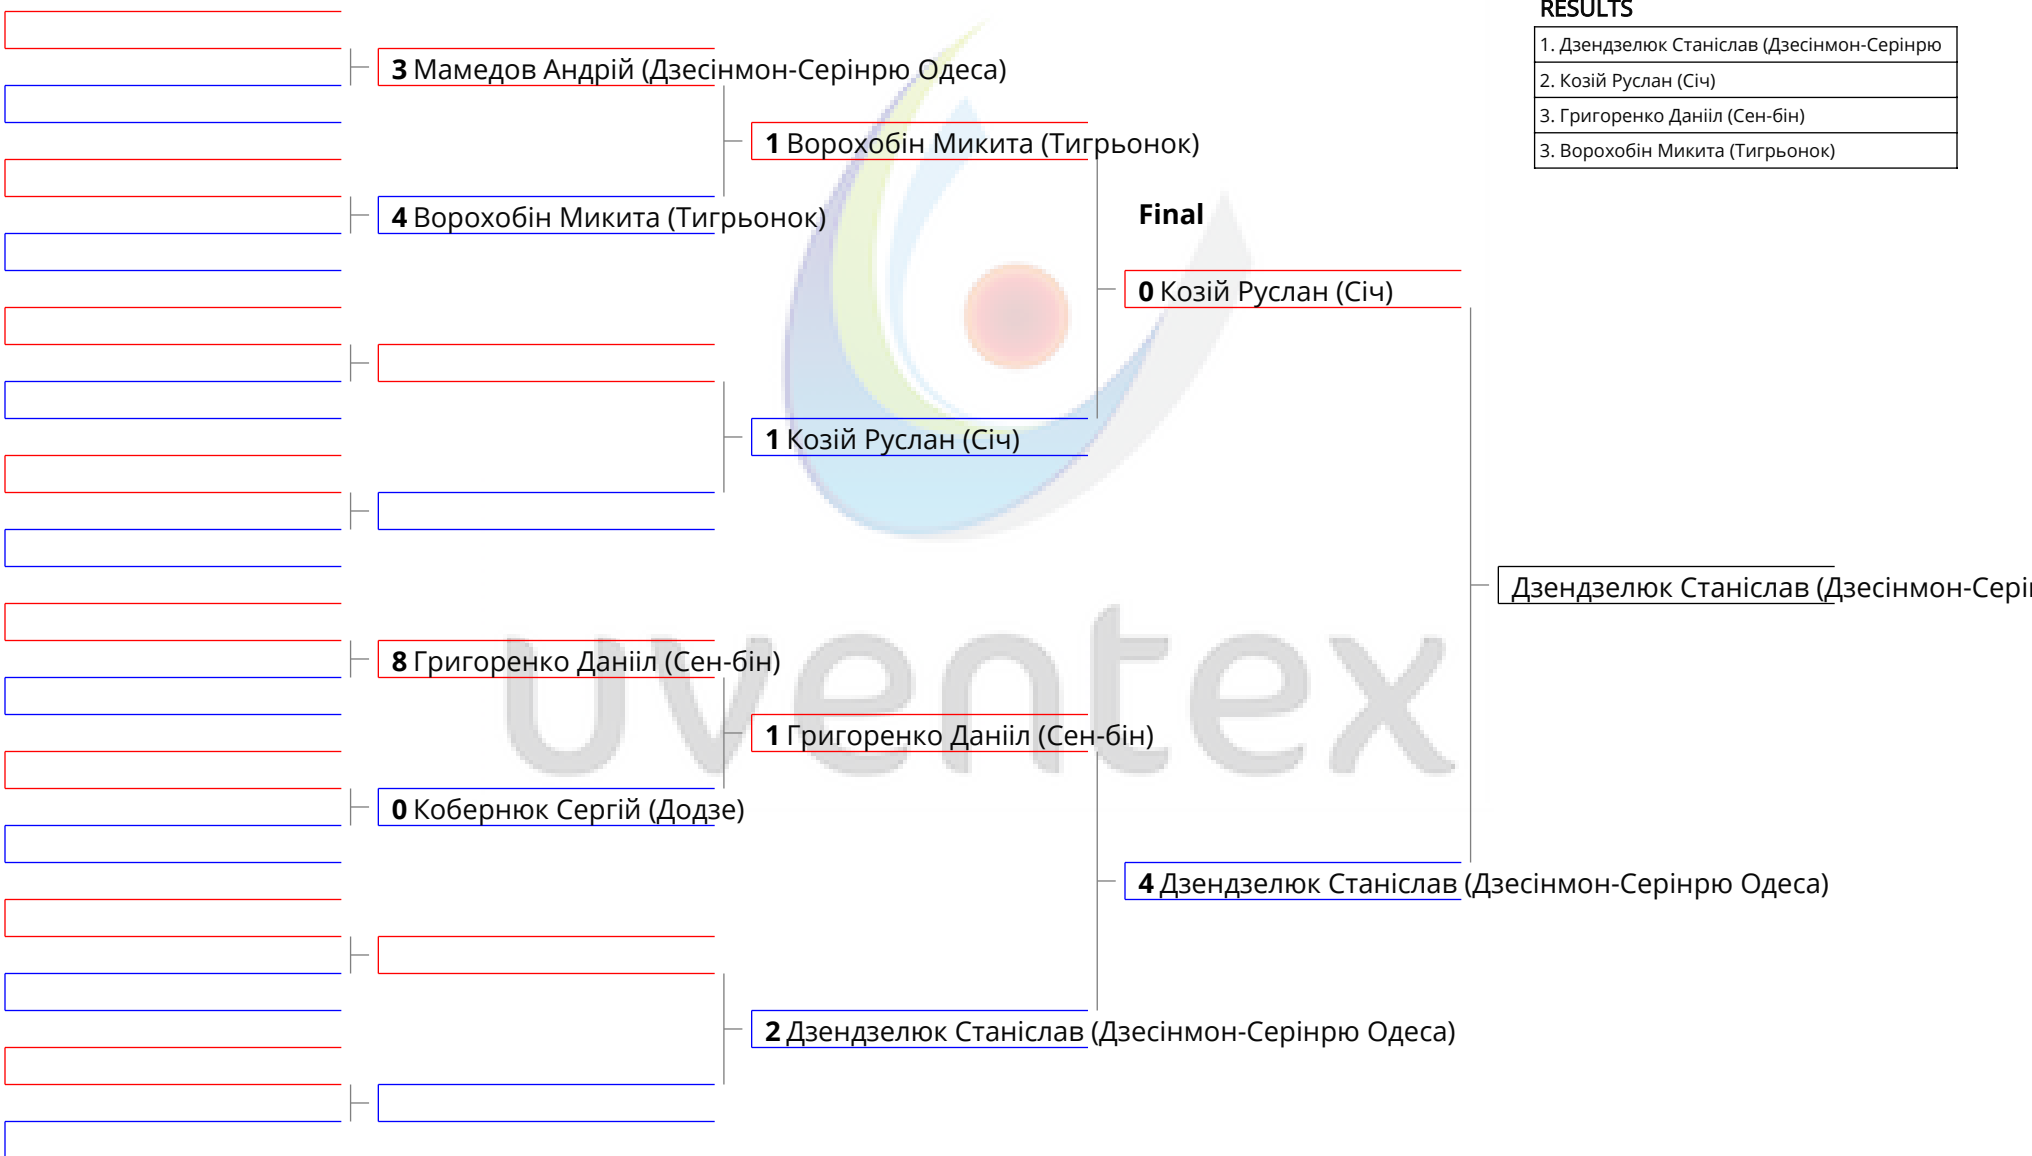 RESULTS
1. Дзендзелюк Станіслав (Дзесінмон-Серінрю
2. Козій Руслан (Січ)
3. Григоренко Данііл (Сен-бін)
3. Ворохобін Микита (Тигрьонок)
3 Мамедов Андрій (Дзесінмон-Серінрю Одеса)
1 Ворохобін Микита (Тигрьонок)
4 Ворохобін Микита (Тигрьонок)
Final
0 Козій Руслан (Січ)
1 Козій Руслан (Січ)
Дзендзелюк Станіслав (Дзесінмон-Сері
8 Григоренко Данііл (Сен-бін)
uventex
1 Григоренко Данііл (Сен-бін)
0 Кобернюк Сергій (Додзе)
4 Дзендзелюк Станіслав (Дзесінмон-Серінрю Одеса)
2 Дзендзелюк Станіслав (Дзесінмон-Серінрю Одеса)